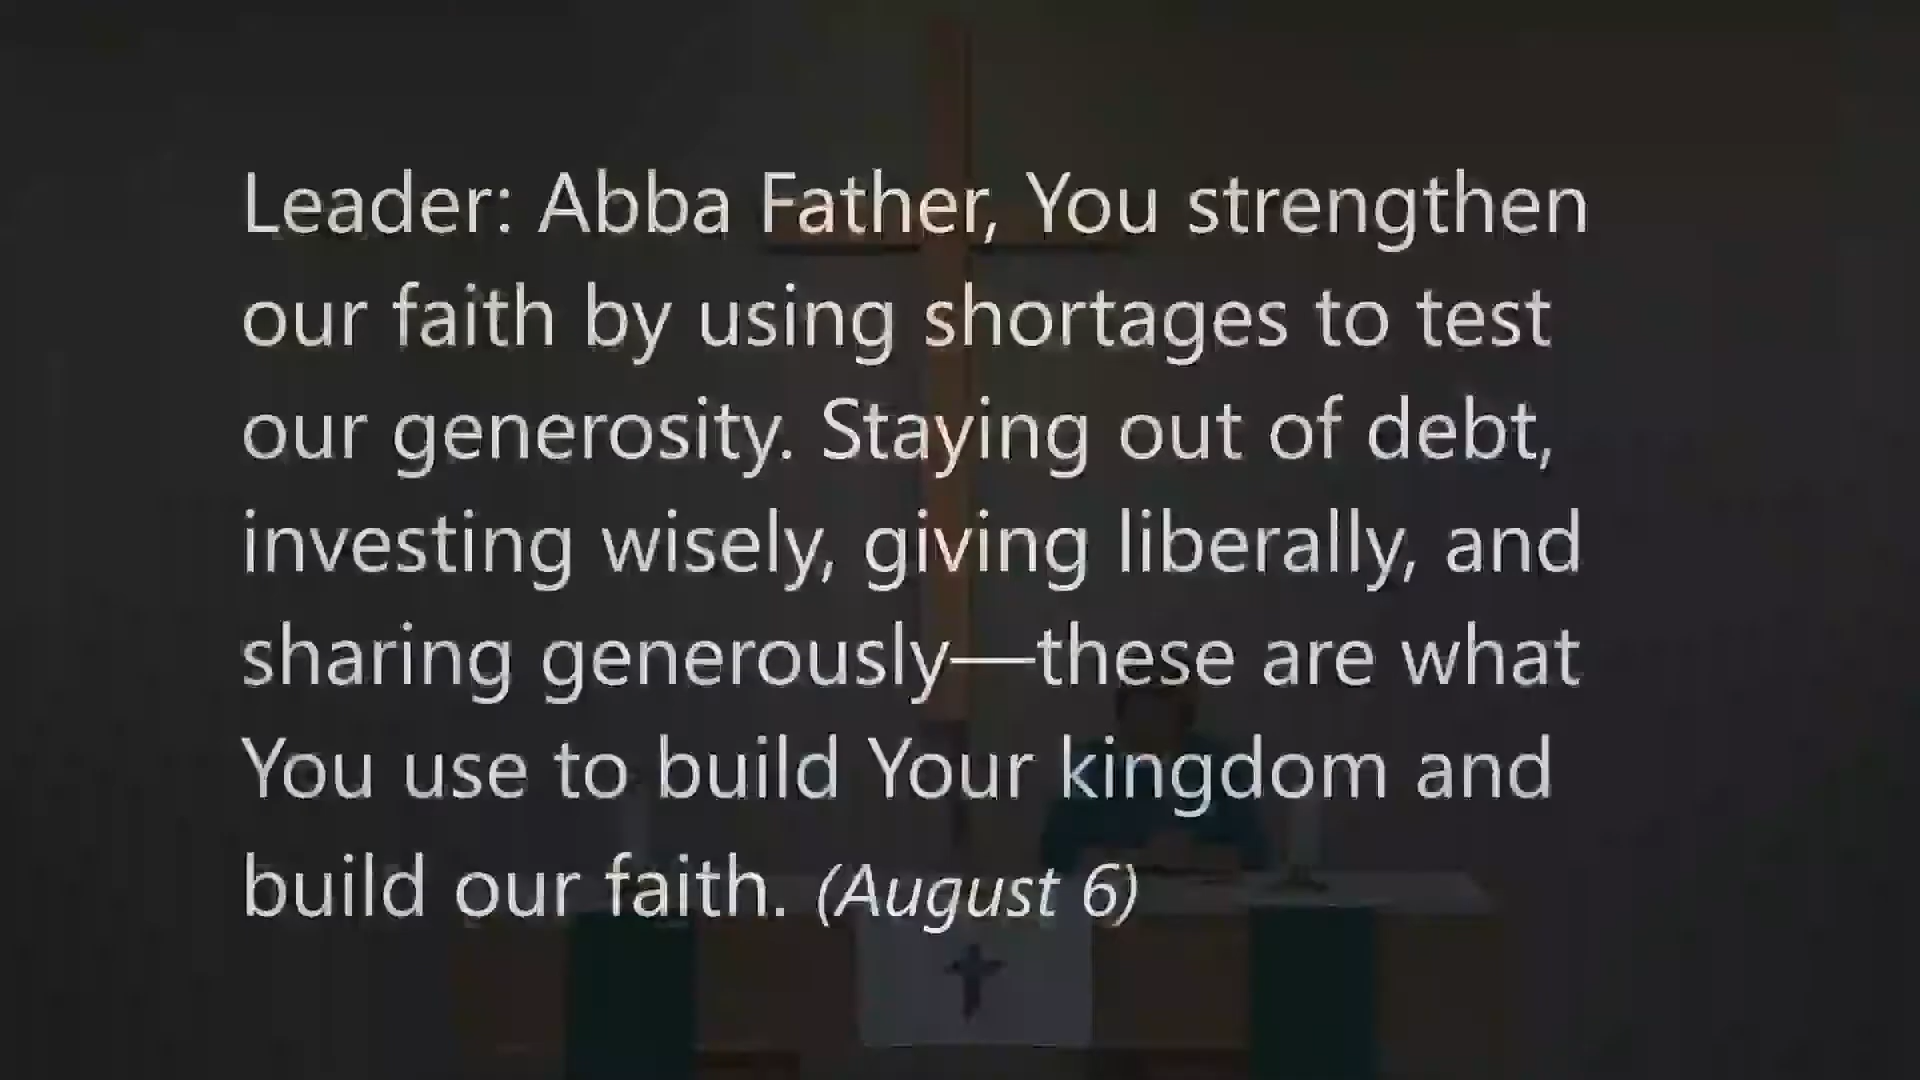 Leader: Abba Father, You strengthen
our faith by using shortages to test
our generosity. Staying out of debt,
investing wisely, giving liberally, and
sharing generously—these are what
You use to build Your kingdom and
build our faith. (August 6)